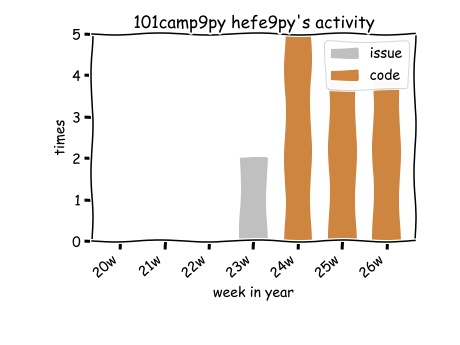 101camp9py hefe9py's activity
issue
code
5
4
3
2
1
0
times
20w 21w 22w 23w 24w 25w 26w
week in year